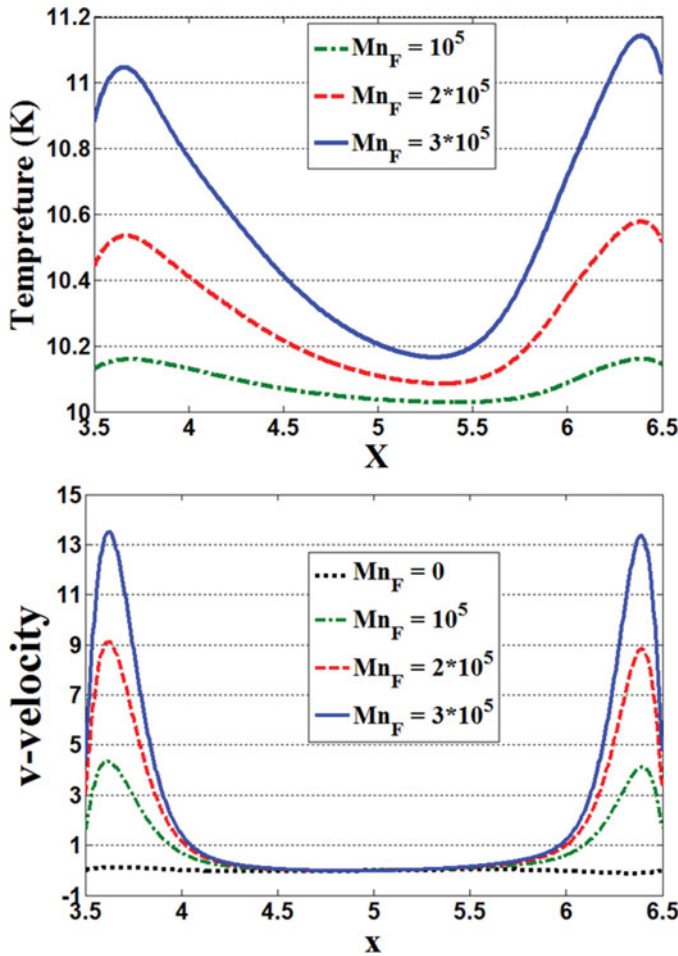 11.2
11
10.8
10.6
10.4
10.2
10
Tempreture (K)
Mn_F = 10^5
Mn_F = 2*10^5
Mn_F = 3*10^5
3.5 4 4.5 5 5.5 6 6.5
X
15
13
11
9
7
5
3
1
-1
v-velocity
Mn_F = 0
Mn_F = 10^5
Mn_F = 2*10^5
Mn_F = 3*10^5
3.5 4 4.5 5 5.5 6 6.5
x